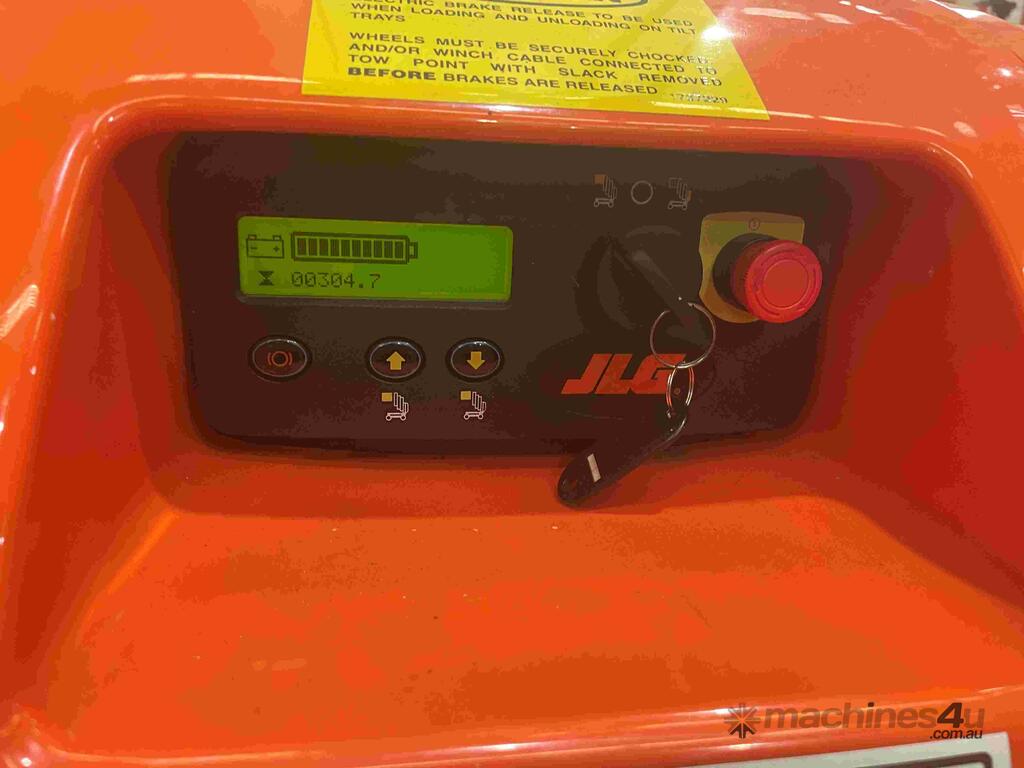 ELECTRIC BRAKE RELEASE TO BE USED
WHEN LOADING AND UNLOADING ON TILT
TRAYS
WHEELS MUST BE SECURELY CHOCKED
AND/OR WINCH CABLE CONNECTED TO
TOW POINT WITH SLACK REMOVED
BEFORE BRAKES ARE RELEASED 1737229
00304.7
JLG
machines4u
.com.au